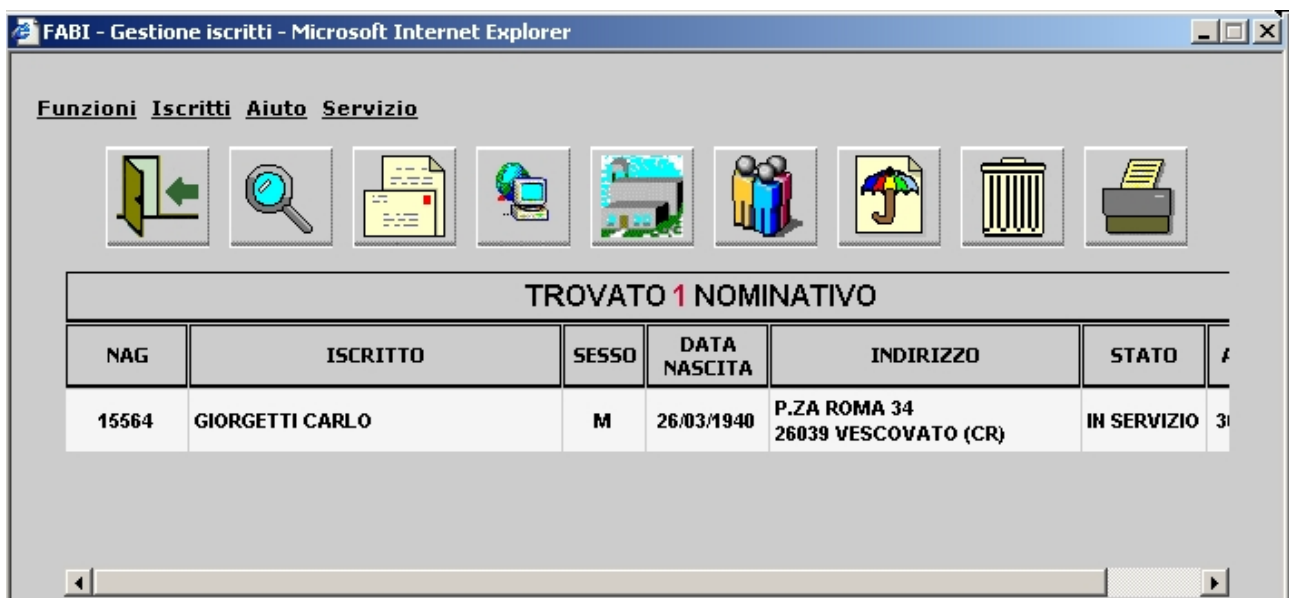 FABI - Gestione iscritti - Microsoft Internet Explorer
Funzioni Iscritti Aiuto Servizio
TROVATO 1 NOMINATIVO
NAG ISCRITTO SESSO DATA NASCITA INDIRIZZO STATO
15564 GIORGETTI CARLO M 26/03/1940 P.ZA ROMA 34 IN SERVIZIO
26039 VESCOVATO (CR)